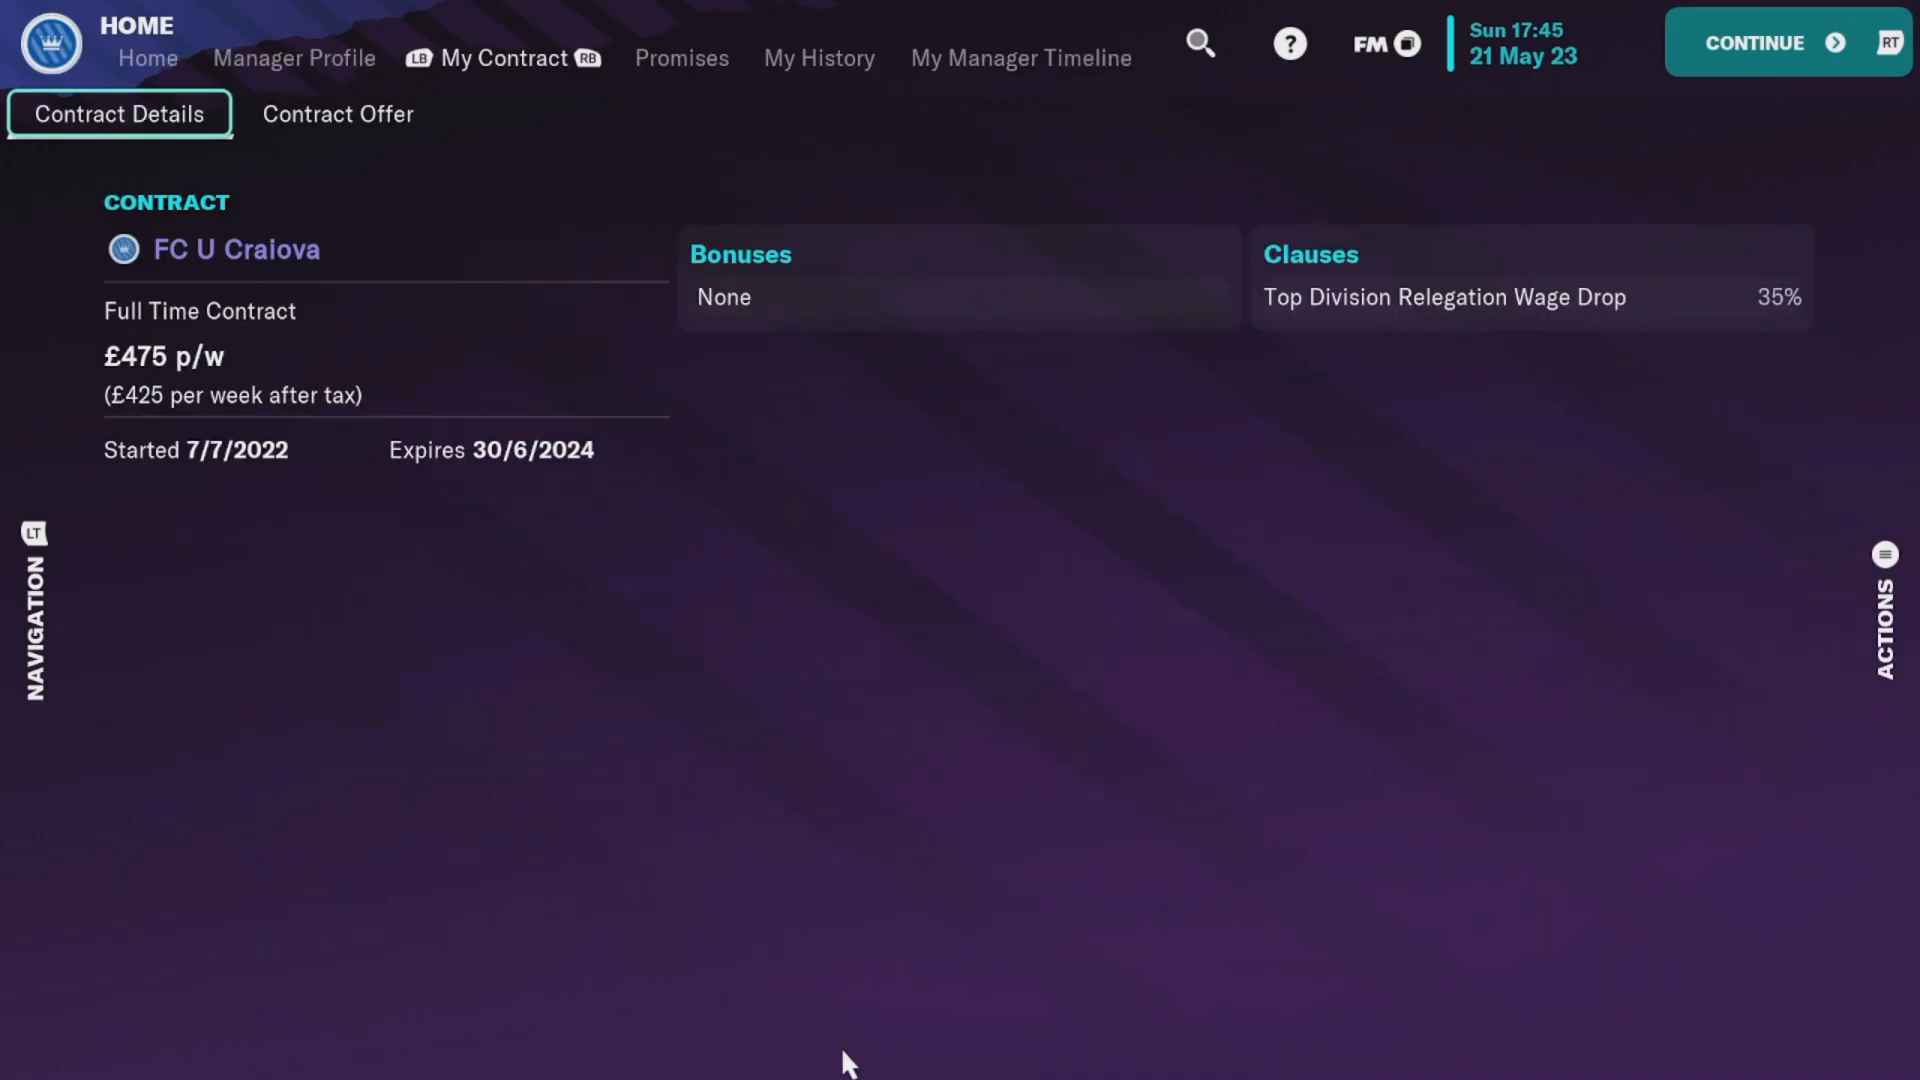 HOME
Home Manager Profile LB My Contract RB Promises My History My Manager Timeline
? FM Sun 17:45
21 May 23
CONTINUE RT
Contract Details Contract Offer
CONTRACT
FC U Craiova
Full Time Contract
£475 p/w
(£425 per week after tax)
Started 7/7/2022 Expires 30/6/2024
Bonuses
None
Clauses
Top Division Relegation Wage Drop 35%
LT
NAVIGATION
ACTIONS